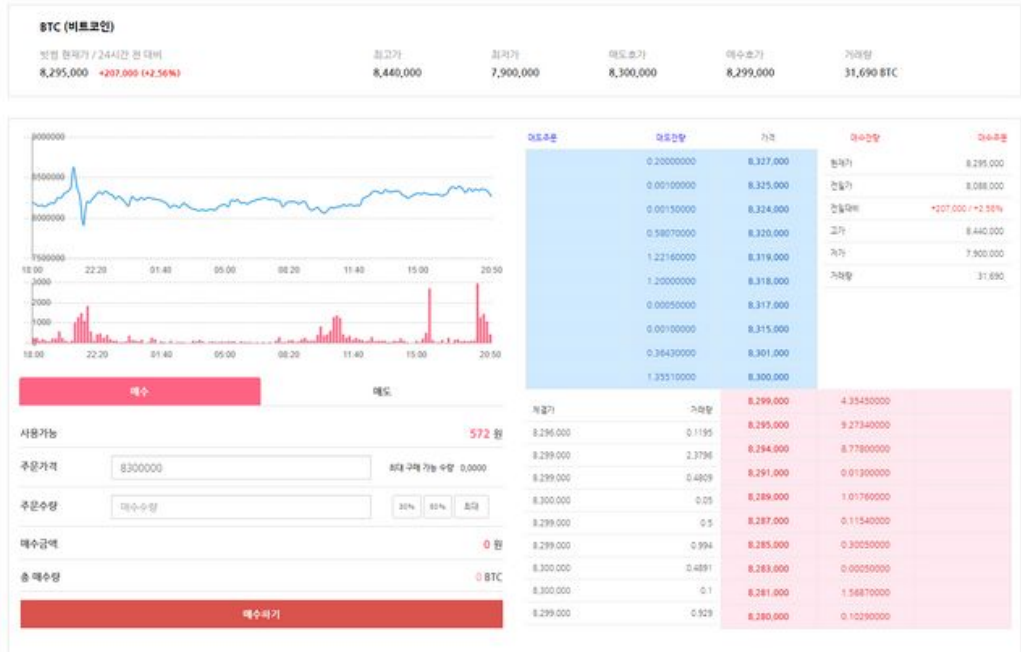 BTC (비트코인)
빗썸 현재가 / 24시간 전 대비 최고가 최저가 매도호가 매수호가 거래량
8,295,000 +207,000 (+2.56%) 8,440,000 7,900,000 8,300,000 8,299,000 31,690 BTC
9000000
8500000
8000000
7500000
18:00 22:20 01:40 05:00 08:20 11:40 15:00 20:50
3000
2000
1000
0
18:00 22:20 01:40 05:00 08:20 11:40 15:00 20:50
매수 매도
사용가능 572 원
주문가격 8300000 최대 구매 가능 수량 0,0000
주문수량 매수수량 30% 최대
매수금액 0 원
총 매수량 0 BTC
매수하기
매도주문 매도잔량 가격 매수잔량 매수주문
0.20000000 8,327,000
0.00100000 8,325,000
0.00150000 8,324,000
0.58070000 8,320,000
1.22160000 8,319,000
1.20000000 8,318,000
0.00050000 8,317,000
0.00100000 8,315,000
0.36430000 8,301,000
1.35510000 8,300,000
현재가 8,295,000
전일가 8,088,000
전일대비 +207,000 / +2.56%
고가 8,440,000
저가 7,900,000
거래량 31,690
체결가 거래량
8,296,000 0.1195
8,299,000 2.3796
8,299,000 0.4809
8,300,000 0.05
8,299,000 0.5
8,299,000 0.994
8,300,000 0.4891
8,300,000 0.1
8,299,000 0.929
8,299,000 4.35450000
8,295,000 9.27340000
8,294,000 8.77800000
8,291,000 0.01300000
8,289,000 1.01760000
8,287,000 0.11540000
8,285,000 0.30050000
8,283,000 0.00050000
8,281,000 1.56870000
8,280,000 0.10290000